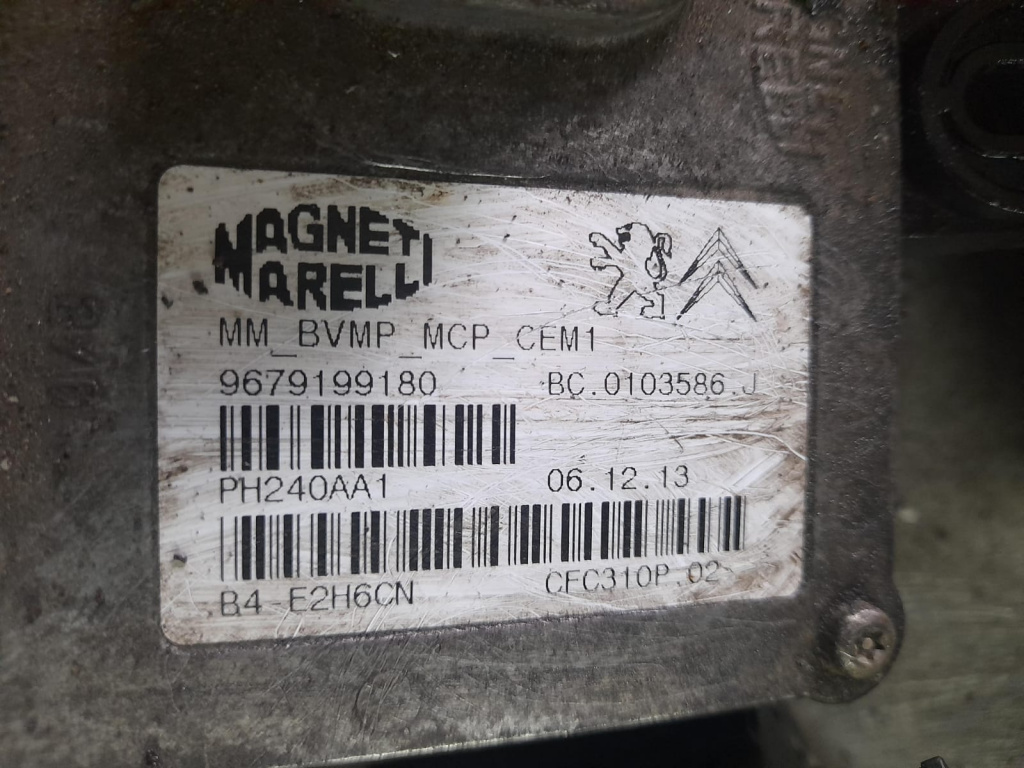 MAGNETI
MARELLI
MM_BVMP_MCP_CEM1
9679199180 BC.0103586.J
PH240AA1 06.12.13
B4 E2H6CN CFC310P.02